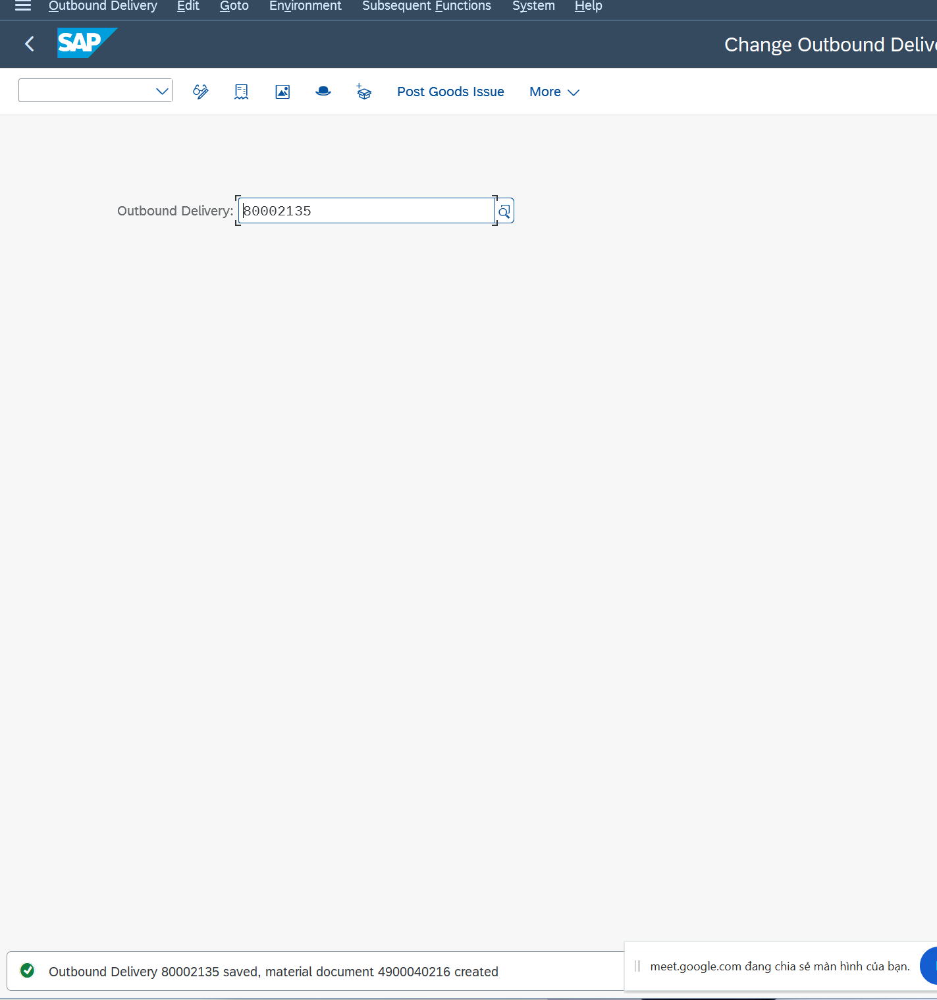 Outbound Delivery Edit Goto Environment Subsequent Functions System Help
SAP Change Outbound Delive
Post Goods Issue More
Outbound Delivery: 80002135
Outbound Delivery 80002135 saved, material document 4900040216 created
meet.google.com đang chia sẻ màn hình của bạn.